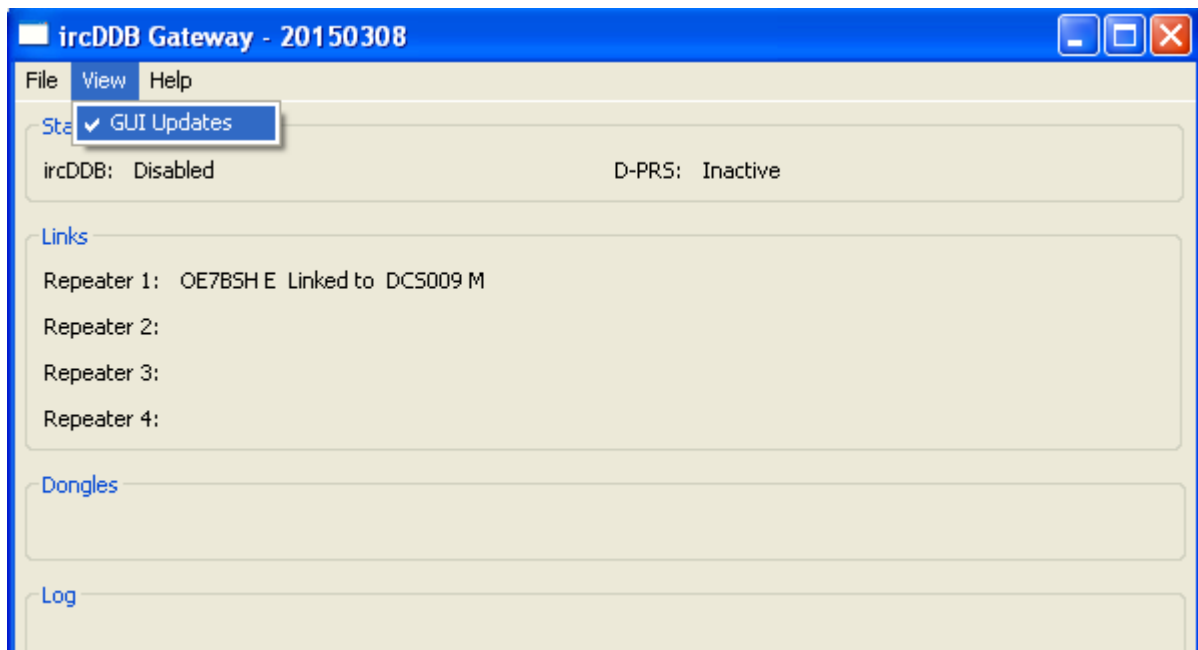 ircDDB Gateway - 20150308
File View Help
Sta
GUI Updates
ircDDB: Disabled D-PRS: Inactive
Links
Repeater 1: OE7BSH E Linked to DCS009 M
Repeater 2:
Repeater 3:
Repeater 4:
Dongles
Log